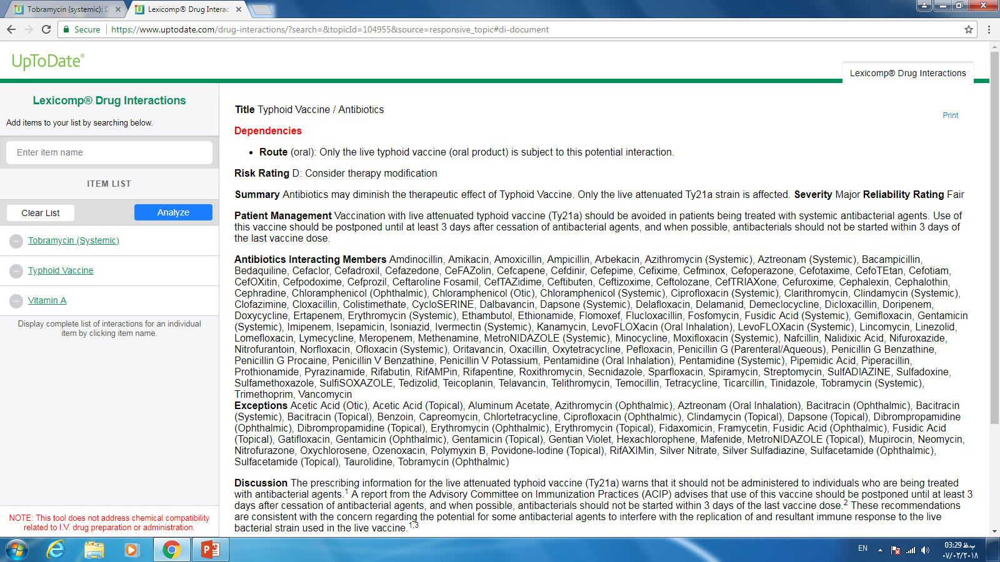 Tobramycin (systemic): D
Lexicomp® Drug Interac
Secure
https://www.uptodate.com/drug-interactions/?search=&topicId=104955&source=responsive_topic#di-document
UpToDate®
Lexicomp® Drug Interactions
Lexicomp® Drug Interactions
Add items to your list by searching below.
Enter item name
ITEM LIST
Clear List
Analyze
Tobramycin (Systemic)
Typhoid Vaccine
Vitamin A
Display complete list of interactions for an individual
item by clicking item name.
NOTE: This tool does not address chemical compatibility
related to I.V. drug preparation or administration.
Title Typhoid Vaccine / Antibiotics
Print
Dependencies
• Route (oral): Only the live typhoid vaccine (oral product) is subject to this potential interaction.
Risk Rating D: Consider therapy modification
Summary Antibiotics may diminish the therapeutic effect of Typhoid Vaccine. Only the live attenuated Ty21a strain is affected. Severity Major Reliability Rating Fair
Patient Management Vaccination with live attenuated typhoid vaccine (Ty21a) should be avoided in patients being treated with systemic antibacterial agents. Use of
this vaccine should be postponed until at least 3 days after cessation of antibacterial agents, and when possible, antibacterials should not be started within 3 days of
the last vaccine dose.
Antibiotics Interacting Members Amdinocillin, Amikacin, Amoxicillin, Ampicillin, Arbekacin, Azithromycin (Systemic), Aztreonam (Systemic), Bacampicillin,
Bedaquiline, Cefaclor, Cefadroxil, Cefazedone, CeFAZolin, Cefcapene, Cefdinir, Cefepime, Cefixime, Cefminox, Cefoperazone, Cefotaxime, CefoTEtan, Cefotiam,
CefOXitin, Cefpodoxime, Cefprozil, Ceftaroline Fosamil, CefTAZidime, Ceftibuten, Ceftizoxime, Ceftolozane, CefTRIAXone, Cefuroxime, Cephalexin, Cephalothin,
Cephradine, Chloramphenicol (Ophthalmic), Chloramphenicol (Otic), Chloramphenicol (Systemic), Ciprofloxacin (Systemic), Clarithromycin, Clindamycin (Systemic),
Clofazimine, Cloxacillin, Colistimethate, CycloSERINE, Dalbavancin, Dapsone (Systemic), Delafloxacin, Delamanid, Demeclocycline, Dicloxacillin, Doripenem,
Doxycycline, Ertapenem, Erythromycin (Systemic), Ethambutol, Ethionamide, Flomoxef, Flucloxacillin, Fosfomycin, Fusidic Acid (Systemic), Gemifloxacin, Gentamicin
(Systemic), Imipenem, Isepamicin, Isoniazid, Ivermectin (Systemic), Kanamycin, LevoFLOXacin (Oral Inhalation), LevoFLOXacin (Systemic), Lincomycin, Linezolid,
Lomefloxacin, Lymecycline, Meropenem, Methenamine, MetroNIDAZOLE (Systemic), Minocycline, Moxifloxacin (Systemic), Nafcillin, Nalidixic Acid, Nifuroxazide,
Nitrofurantoin, Norfloxacin, Ofloxacin (Systemic), Oritavancin, Oxacillin, Oxytetracycline, Pefloxacin, Penicillin G (Parenteral/Aqueous), Penicillin G Benzathine,
Penicillin G Procaine, Penicillin V Benzathine, Penicillin V Potassium, Pentamidine (Oral Inhalation), Pentamidine (Systemic), Pipemidic Acid, Piperacillin,
Prothionamide, Pyrazinamide, Rifabutin, RifAMPin, Rifapentine, Roxithromycin, Secnidazole, Sparfloxacin, Spiramycin, Streptomycin, SulfADIAZINE, Sulfadoxine,
Sulfamethoxazole, SulfiSOXAZOLE, Tedizolid, Teicoplanin, Telavancin, Telithromycin, Temocillin, Tetracycline, Ticarcillin, Tinidazole, Tobramycin (Systemic),
Trimethoprim, Vancomycin
Exceptions Acetic Acid (Otic), Acetic Acid (Topical), Aluminum Acetate, Azithromycin (Ophthalmic), Aztreonam (Oral Inhalation), Bacitracin (Ophthalmic), Bacitracin
(Systemic), Bacitracin (Topical), Benzoin, Capreomycin, Chlortetracycline, Ciprofloxacin (Ophthalmic), Clindamycin (Topical), Dapsone (Topical), Dibrompropamidine
(Ophthalmic), Dibrompropamidine (Topical), Erythromycin (Ophthalmic), Erythromycin (Topical), Fidaxomicin, Framycetin, Fusidic Acid (Ophthalmic), Fusidic Acid
(Topical), Gatifloxacin, Gentamicin (Ophthalmic), Gentamicin (Topical), Gentian Violet, Hexachlorophene, Mafenide, MetroNIDAZOLE (Topical), Mupirocin, Neomycin,
Nitrofurazone, Oxychlorosene, Ozenoxacin, Polymyxin B, Povidone-Iodine (Topical), RifAXIMin, Silver Nitrate, Silver Sulfadiazine, Sulfacetamide (Ophthalmic),
Sulfacetamide (Topical), Taurolidine, Tobramycin (Ophthalmic)
Discussion The prescribing information for the live attenuated typhoid vaccine (Ty21a) warns that it should not be administered to individuals who are being treated
with antibacterial agents.1 A report from the Advisory Committee on Immunization Practices (ACIP) advises that use of this vaccine should be postponed until at least 3
days after cessation of antibacterial agents, and when possible, antibacterials should not be started within 3 days of the last vaccine dose.2 These recommendations
are consistent with the concern regarding the potential for some antibacterial agents to interfere with the replication of and resultant immune response to the live
bacterial strain used in the live vaccine.1,3
EN
03:29 ب.ظ
۰۷/۰۲/۲۰۱۸